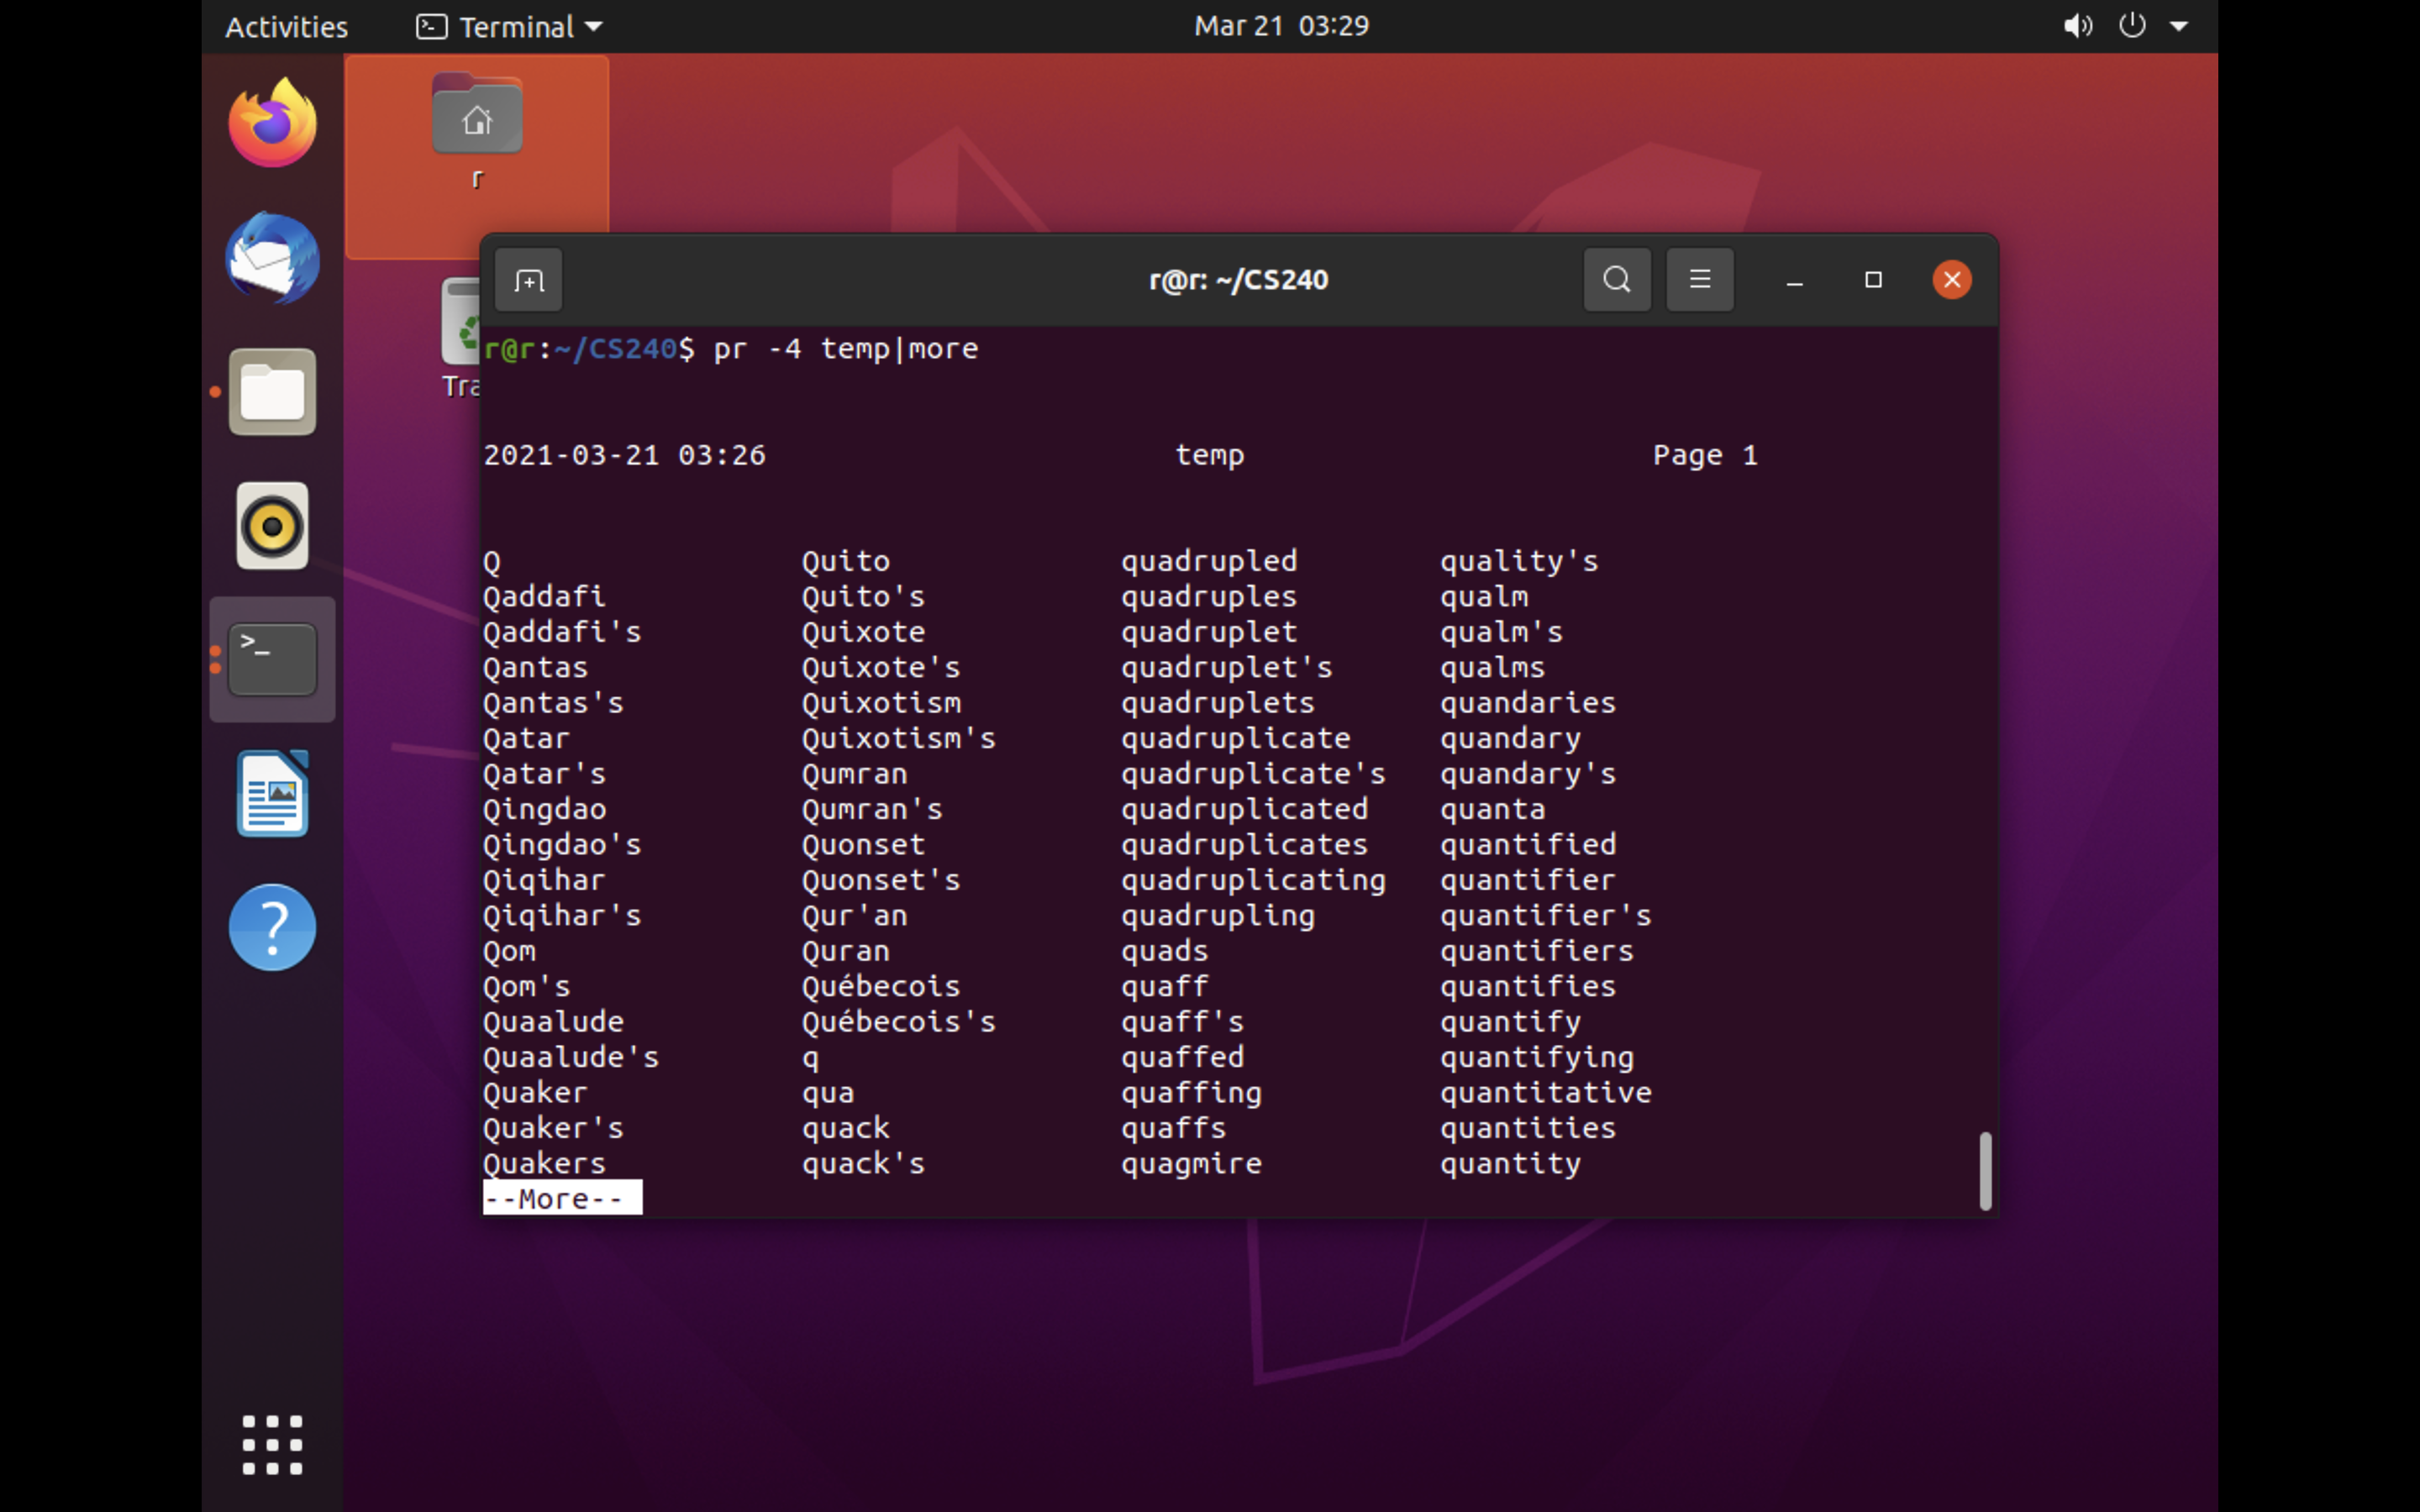 Activities Terminal Mar 21 03:29
r
r@r: ~/CS240
Tra
r@r:~/CS240$ pr -4 temp|more
2021-03-21 03:26 temp Page 1
Q Quito quadrupled quality's
Qaddafi Quito's quadruples qualm
Qaddafi's Quixote quadruplet qualm's
Qantas Quixote's quadruplet's qualms
Qantas's Quixotism quadruplets quandaries
Qatar Quixotism's quadruplicate quandary
Qatar's Qumran quadruplicate's quandary's
Qingdao Qumran's quadruplicated quanta
Qingdao's Quonset quadruplicates quantified
Qiqihar Quonset's quadruplicating quantifier
Qiqihar's Qur'an quadrupling quantifier's
Qom Quran quads quantifiers
Qom's Québecois quaff quantifies
Quaalude Québecois's quaff's quantify
Quaalude's q quaffed quantifying
Quaker qua quaffing quantitative
Quaker's quack quaffs quantities
Quakers quack's quagmire quantity
--More--